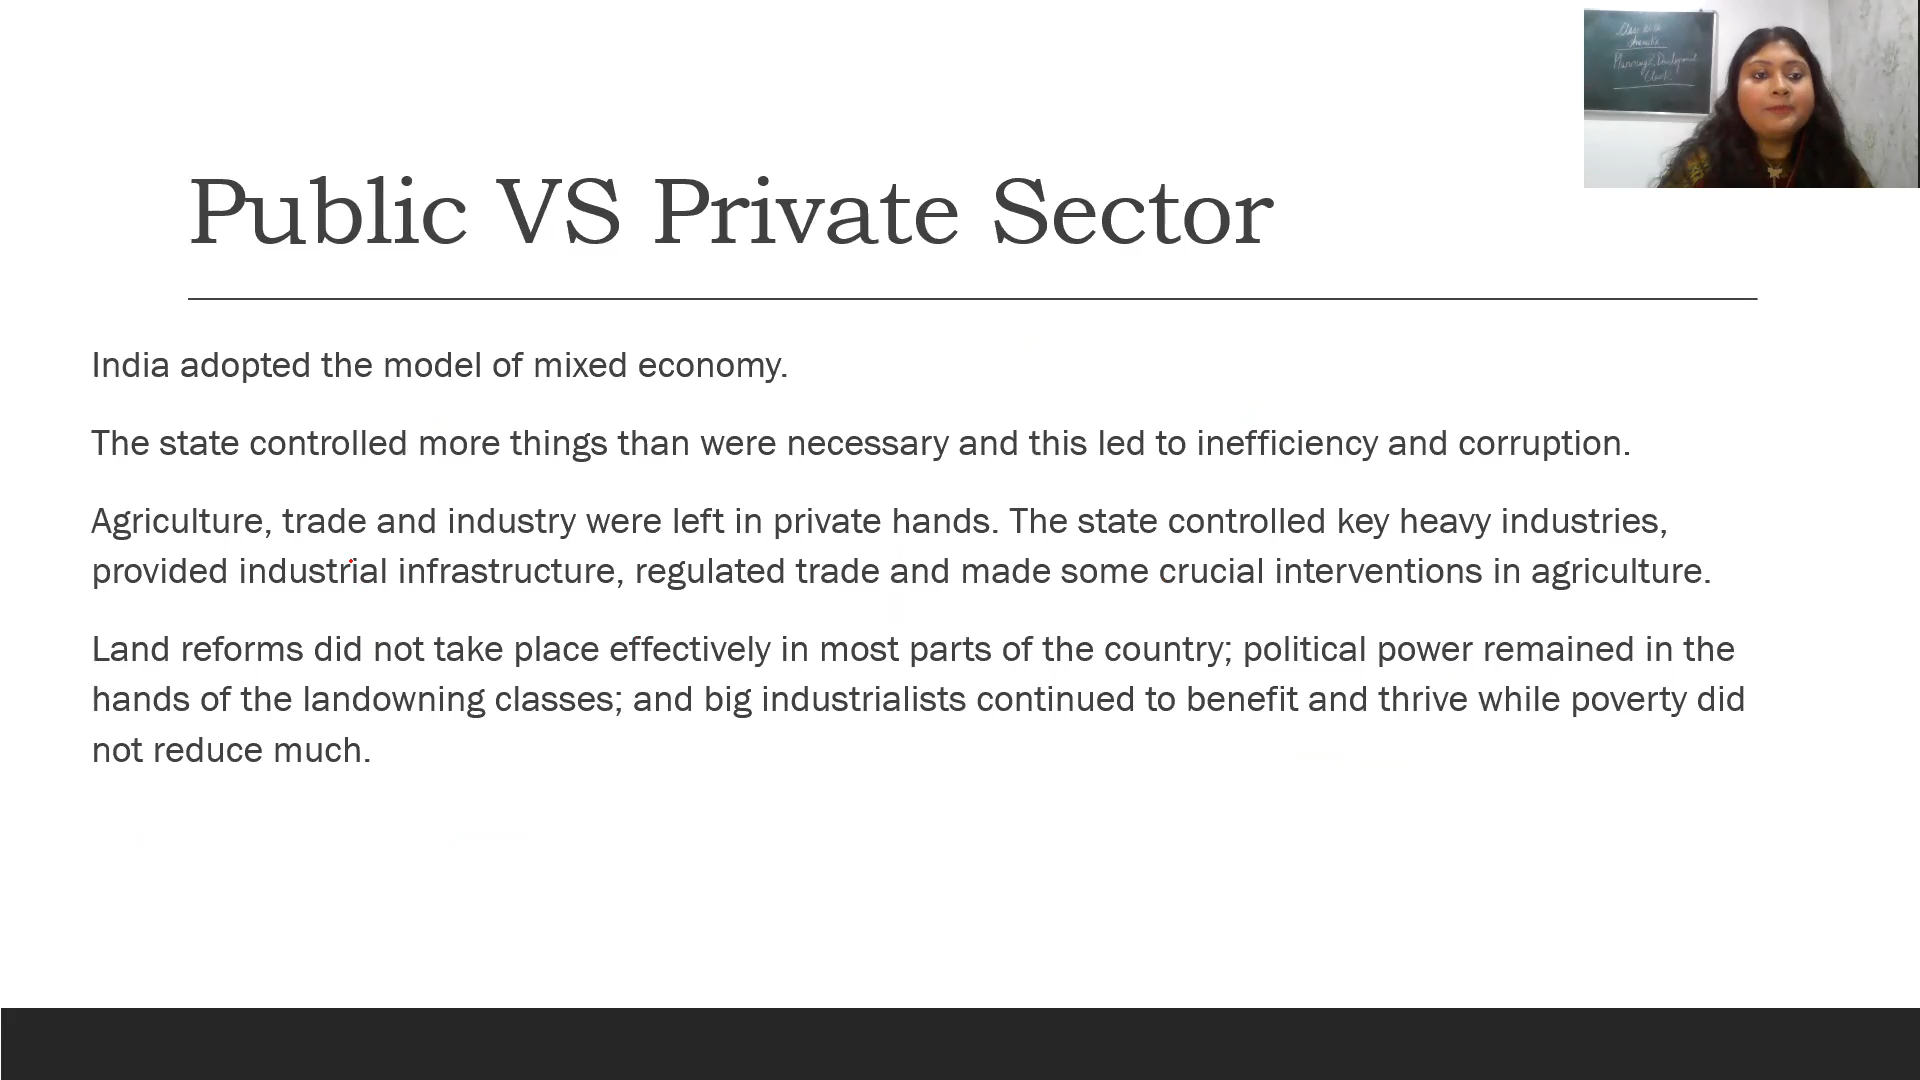 Public VS Private Sector
India adopted the model of mixed economy.
The state controlled more things than were necessary and this led to inefficiency and corruption.
Agriculture, trade and industry were left in private hands. The state controlled key heavy industries,
provided industrial infrastructure, regulated trade and made some crucial interventions in agriculture.
Land reforms did not take place effectively in most parts of the country; political power remained in the
hands of the landowning classes; and big industrialists continued to benefit and thrive while poverty did
not reduce much.